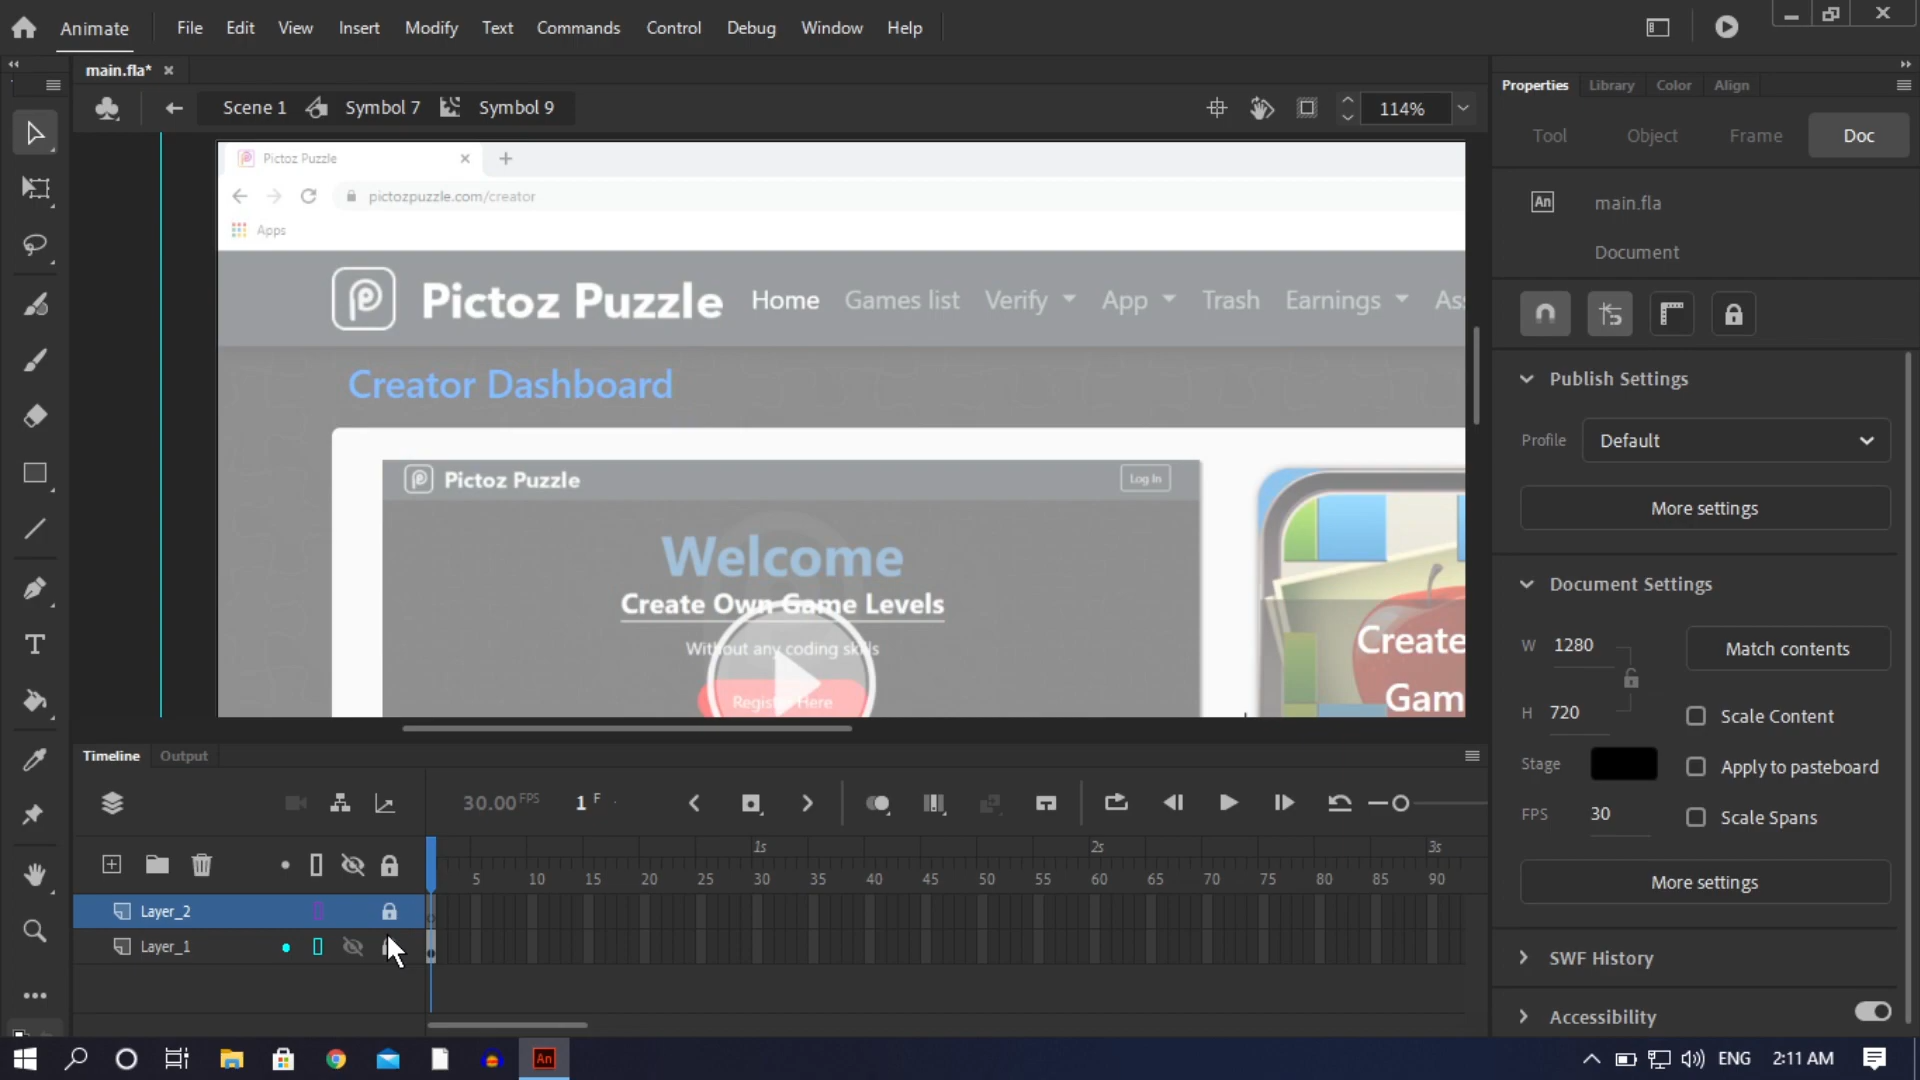 Animate File Edit View Insert Modify Text Commands Control Debug Window Help
main.fla*
Properties Library Color Align
Scene 1 Symbol 7 Symbol 9 114%
Tool Object Frame Doc
Pictoz Puzzle
pictozpuzzle.com/creator
Apps
An main.fla
Document
Pictoz Puzzle Home Games list Verify App Trash Earnings Ass
Creator Dashboard
Publish Settings
Profile Default
More settings
Pictoz Puzzle Log In
Welcome
Create Own Game Levels
Without any coding skills
Register Here
Create
Gam
Document Settings
W 1280 Match contents
H 720 Scale Content
Stage Apply to pasteboard
FPS 30 Scale Spans
More settings
SWF History
Accessibility
Timeline Output
30.00 FPS 1 F
1s 2s 3s
5 10 15 20 25 30 35 40 45 50 55 60 65 70 75 80 85 90
Layer_2
Layer_1
An ENG 2:11 AM